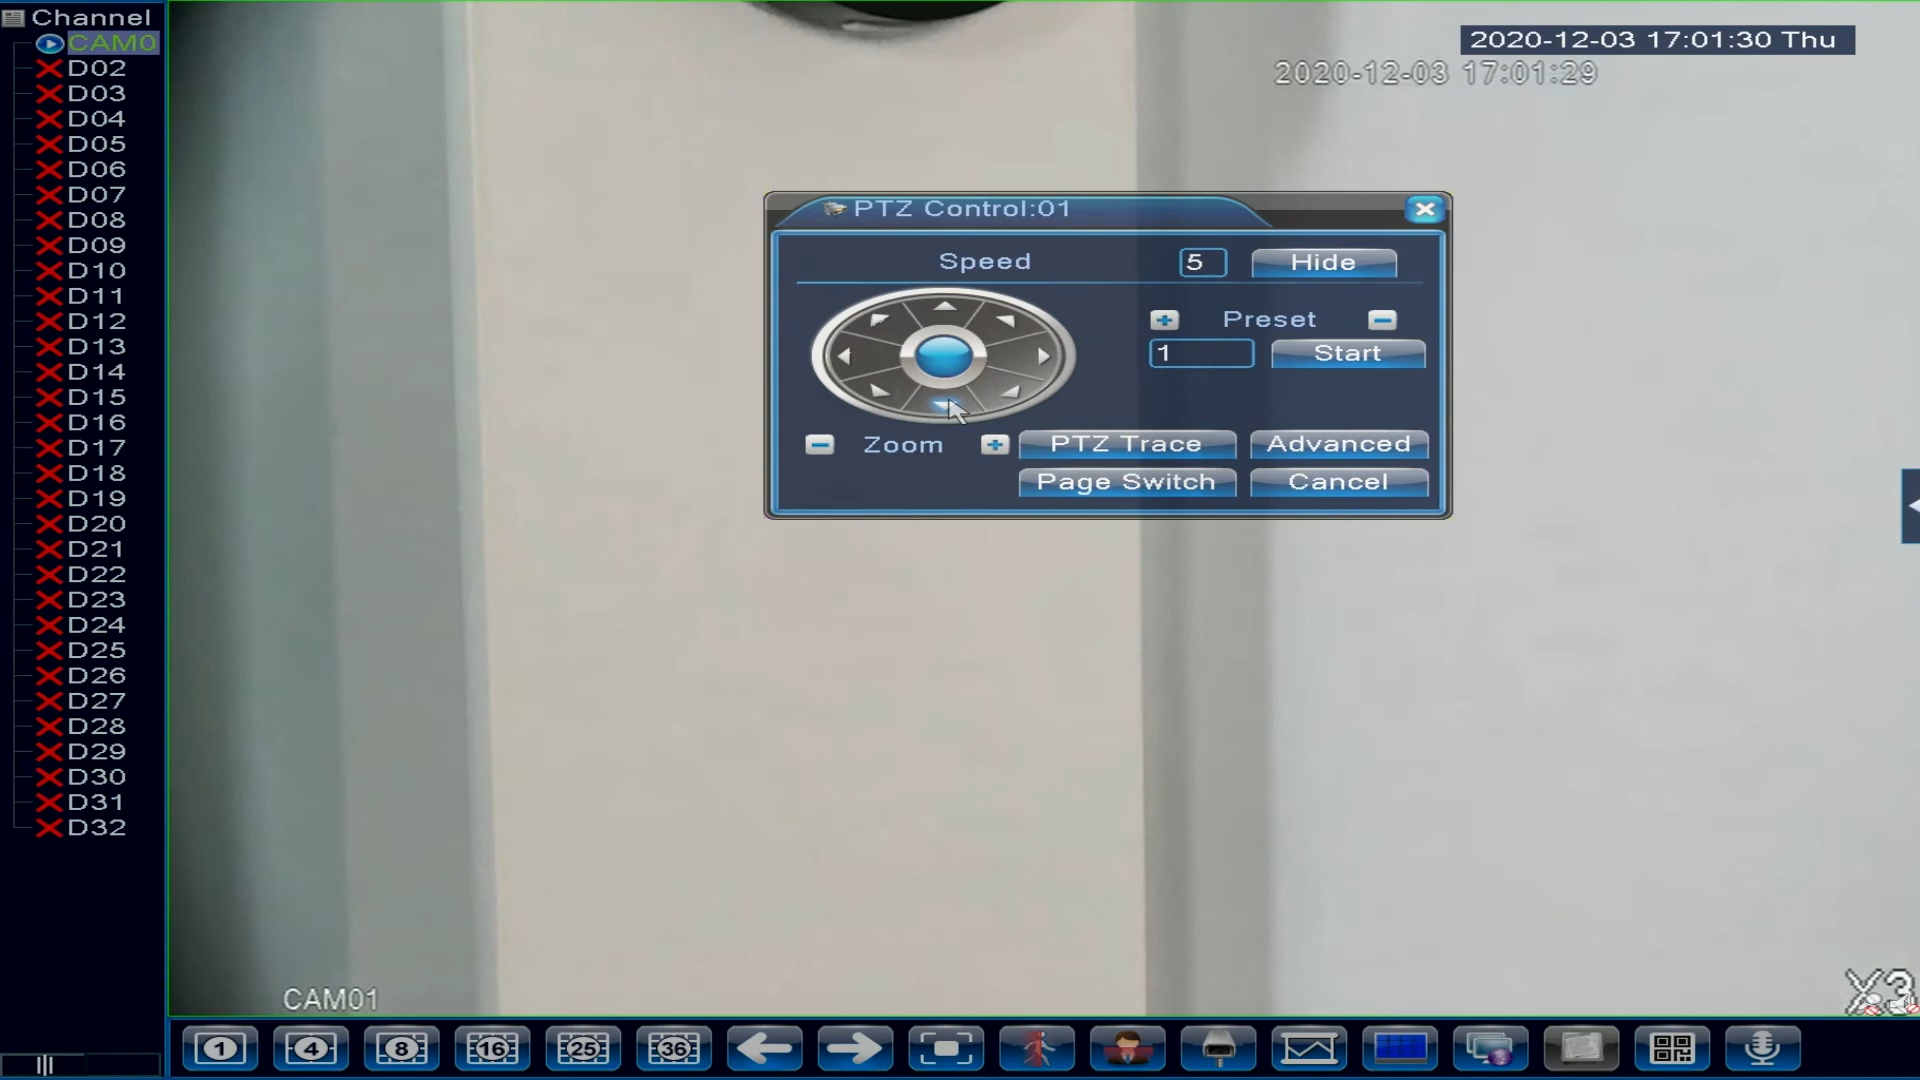 Channel
CAM0
D02
D03
D04
D05
D06
D07
D08
D09
D10
D11
D12
D13
D14
D15
D16
D17
D18
D19
D20
D21
D22
D23
D24
D25
D26
D27
D28
D29
D30
D31
D32
2020-12-03 17:01:30 Thu
2020-12-03 17:01:29
PTZ Control:01
Speed 5 Hide
Preset
1 Start
Zoom PTZ Trace Advanced
Page Switch Cancel
CAM01
X3
1 4 8 16 25 36